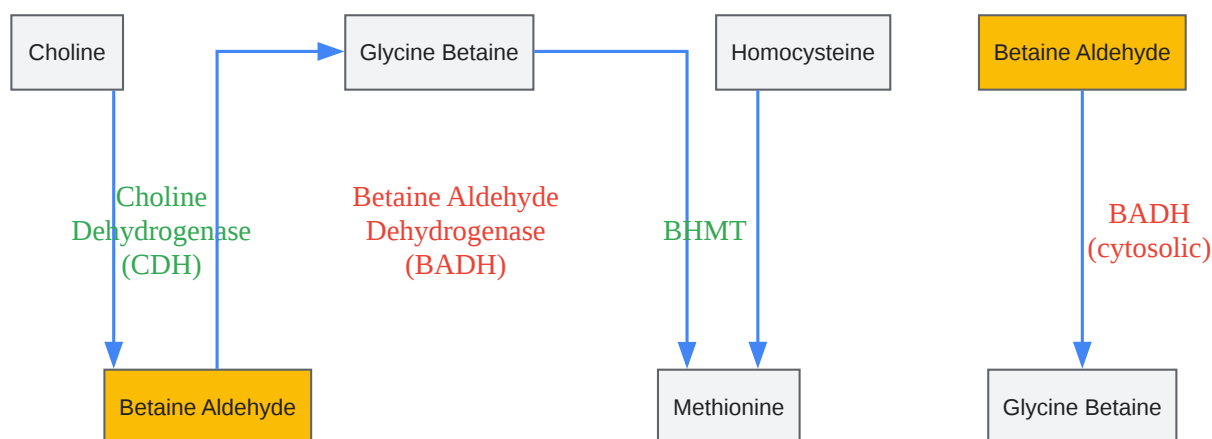 Choline
Glycine Betaine
Homocysteine
Betaine Aldehyde
Choline
Dehydrogenase
(CDH)
Betaine Aldehyde
Dehydrogenase
(BADH)
BHMT
BADH
(cytosolic)
Betaine Aldehyde
Methionine
Glycine Betaine